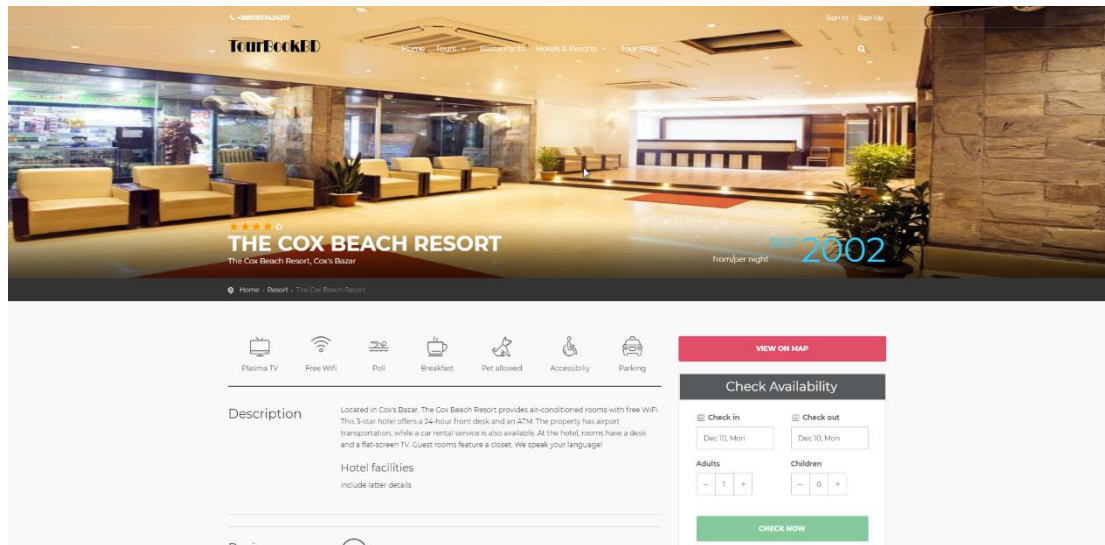 +8801937424217
Sign In Sign Up
TourBookBD
Home Tours Restaurants Hotels & Resorts Tour Blog
THE COX BEACH RESORT
The Cox Beach Resort, Cox's Bazar
from/per night BDT 2002
Home Resort The Cox Beach Resort
Plasma TV Free Wifi Poll Breakfast Pet allowed Accessibiliy Parking
VIEW ON MAP
Check Availability
Description
Located in Cox's Bazar, The Cox Beach Resort provides air-conditioned rooms with free WiFi.
This 3-star hotel offers a 24-hour front desk and an ATM. The property has airport
transportation, while a car rental service is also available. At the hotel, rooms have a desk
and a flat-screen TV. Guest rooms feature a closet. We speak your language!
Hotel facilities
include latter details
Check in Check out
Dec 10, Mon Dec 10, Mon
Adults Children
− 1 + − 0 +
CHECK NOW